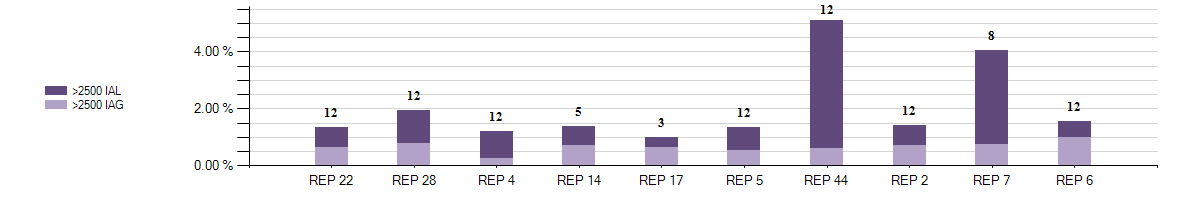 12
8
4.00 %
>2500 IAL
>2500 IAG
2.00 %
12 12 12 5 3 12 12 12
0.00 %
REP 22 REP 28 REP 4 REP 14 REP 17 REP 5 REP 44 REP 2 REP 7 REP 6